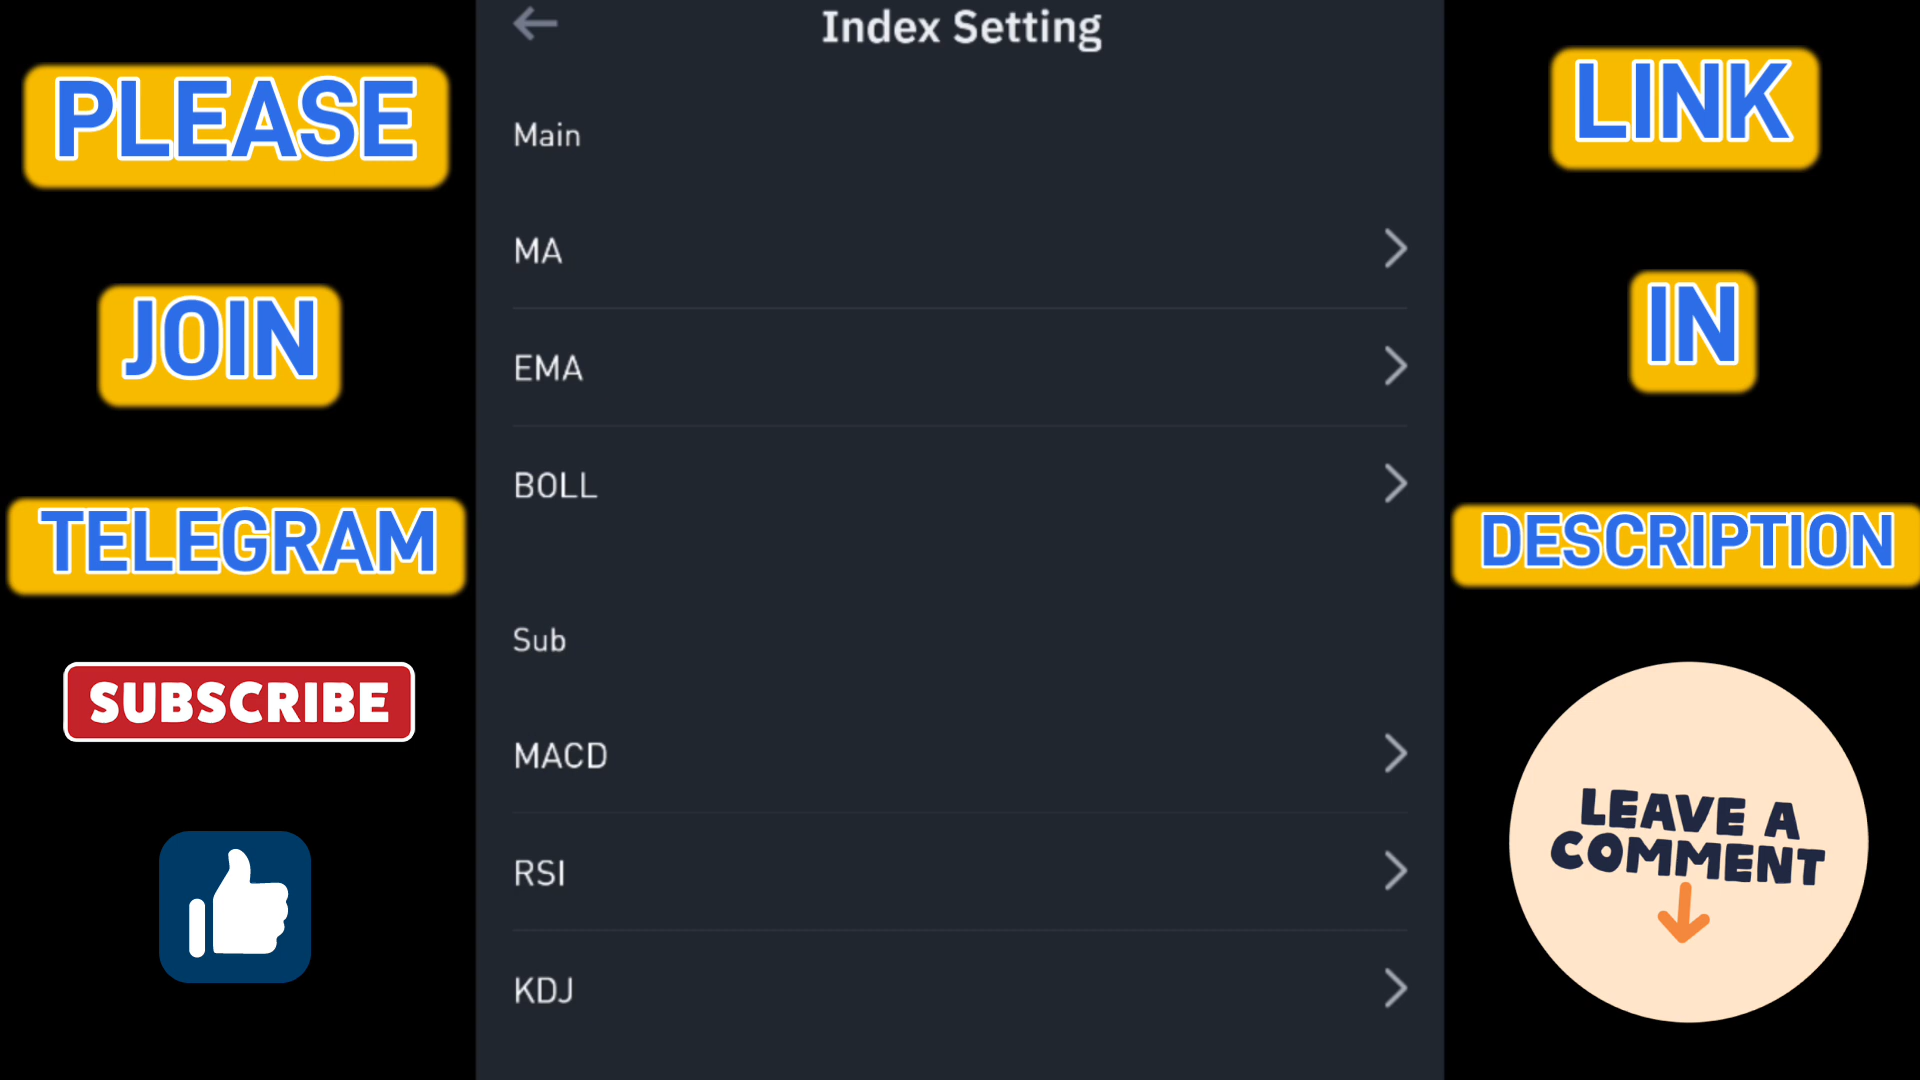 PLEASE
JOIN
TELEGRAM
SUBSCRIBE
Index Setting
Main
MA
EMA
BOLL
Sub
MACD
RSI
KDJ
LINK
IN
DESCRIPTION
LEAVE A
COMMENT